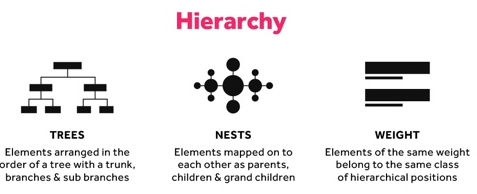 Hierarchy
TREES
Elements arranged in the
order of a tree with a trunk,
branches & sub branches
NESTS
Elements mapped on to
each other as parents,
children & grand children
WEIGHT
Elements of the same weight
belong to the same class
of hierarchical positions